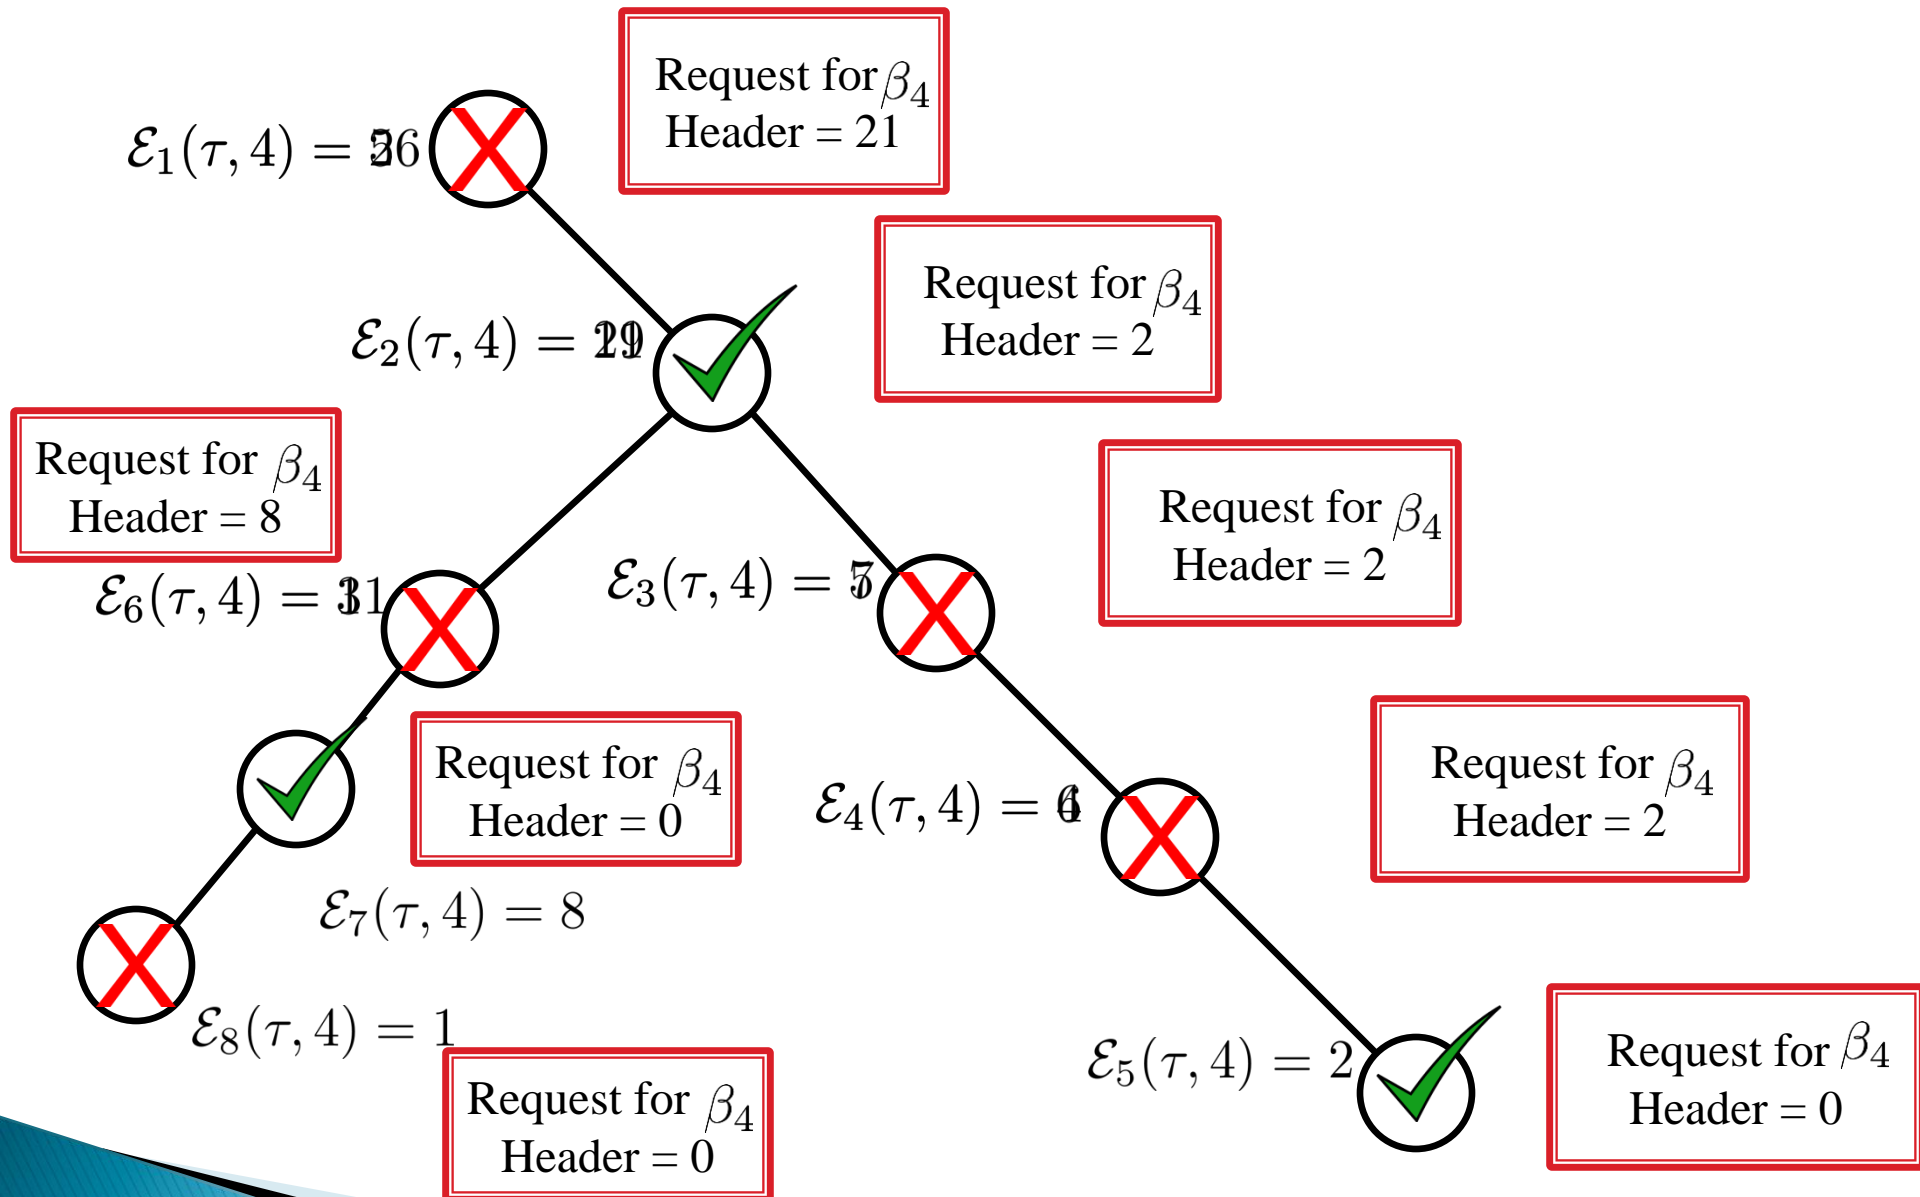 Request for β₄
Header = 21
ℰ₁(τ, 4) =
Request for β₄
Header = 2
ℰ₂(τ, 4) =
Request for β₄
Header = 8
Request for β₄
Header = 2
ℰ₆(τ, 4) =
ℰ₃(τ, 4) =
Request for β₄
Header = 0
Request for β₄
Header = 2
ℰ₄(τ, 4) =
ℰ₇(τ, 4) = 8
ℰ₈(τ, 4) = 1
ℰ₅(τ, 4) = 2
Request for β₄
Header = 0
Request for β₄
Header = 0